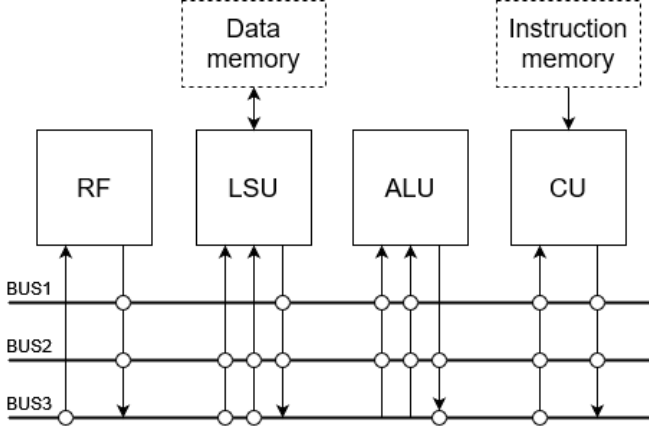 Data
memory
Instruction
memory
RF
LSU
ALU
CU
BUS1
BUS2
BUS3